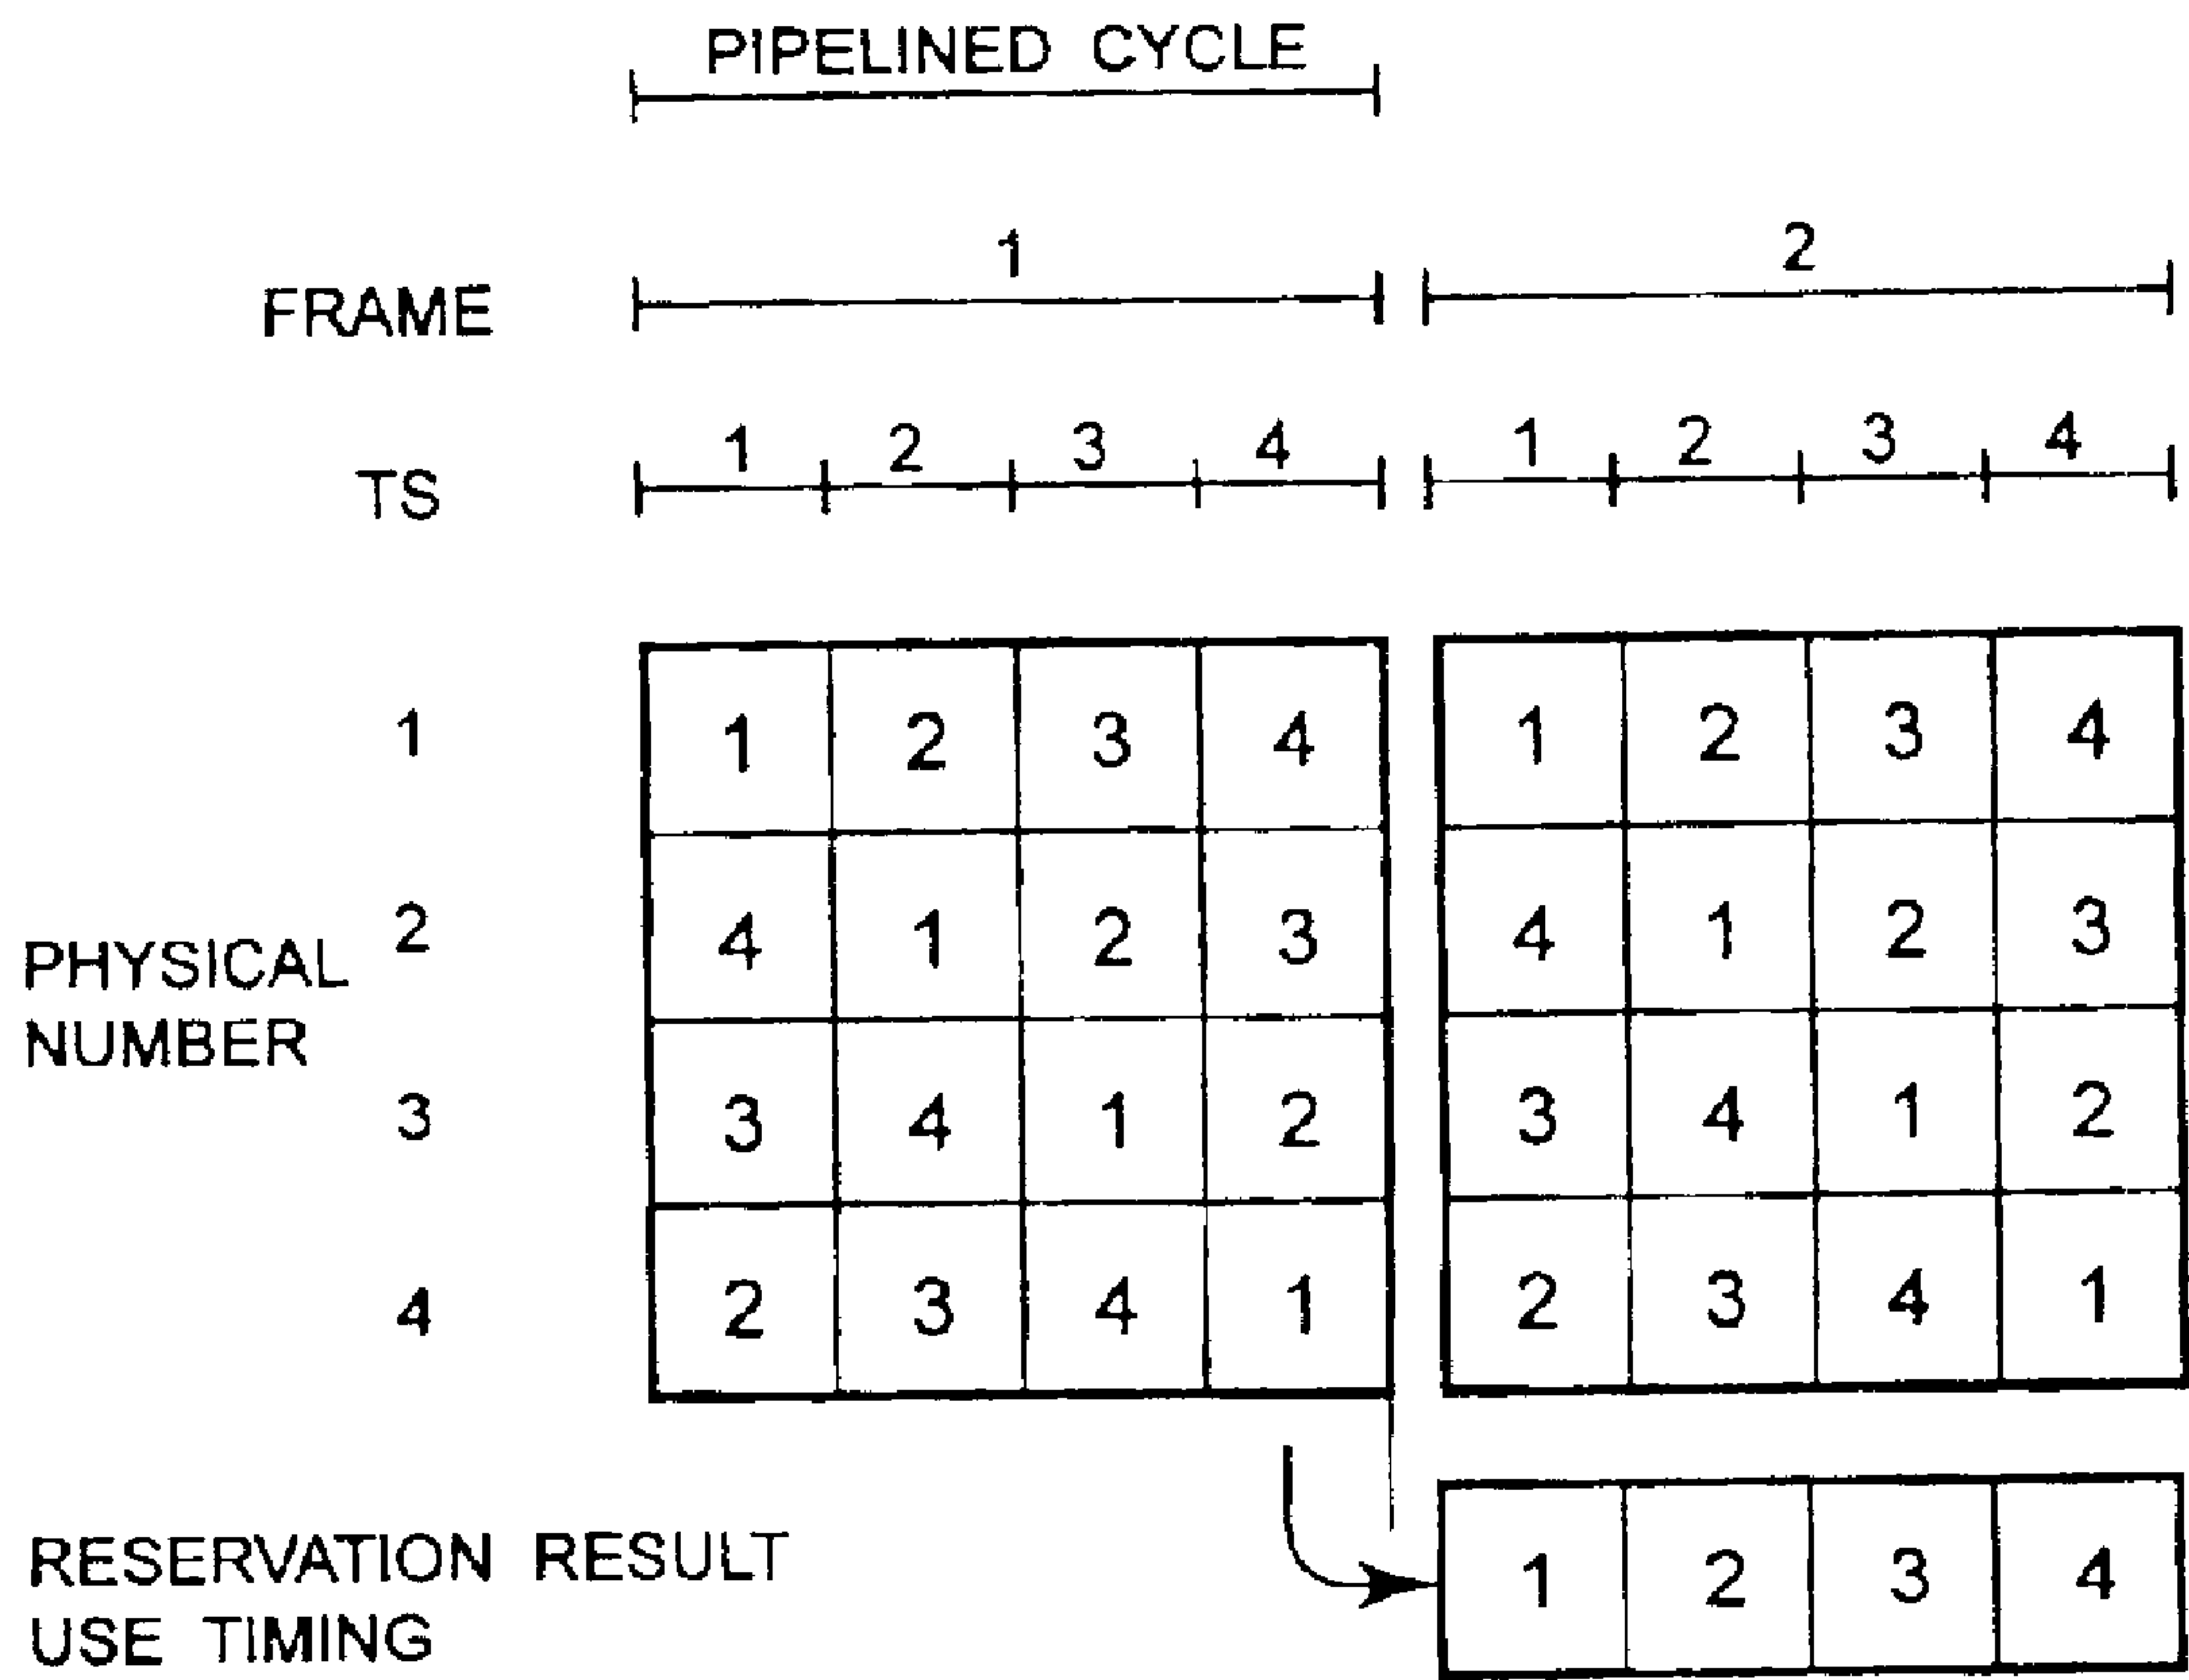 PIPELINED CYCLE
FRAME 1 2
TS 1 2 3 4 1 2 3 4
PHYSICAL
NUMBER
1 1 2 3 4 1 2 3 4
2 4 1 2 3 4 1 2 3
3 3 4 1 2 3 4 1 2
4 2 3 4 1 2 3 4 1
RESERVATION RESULT
USE TIMING
1 2 3 4